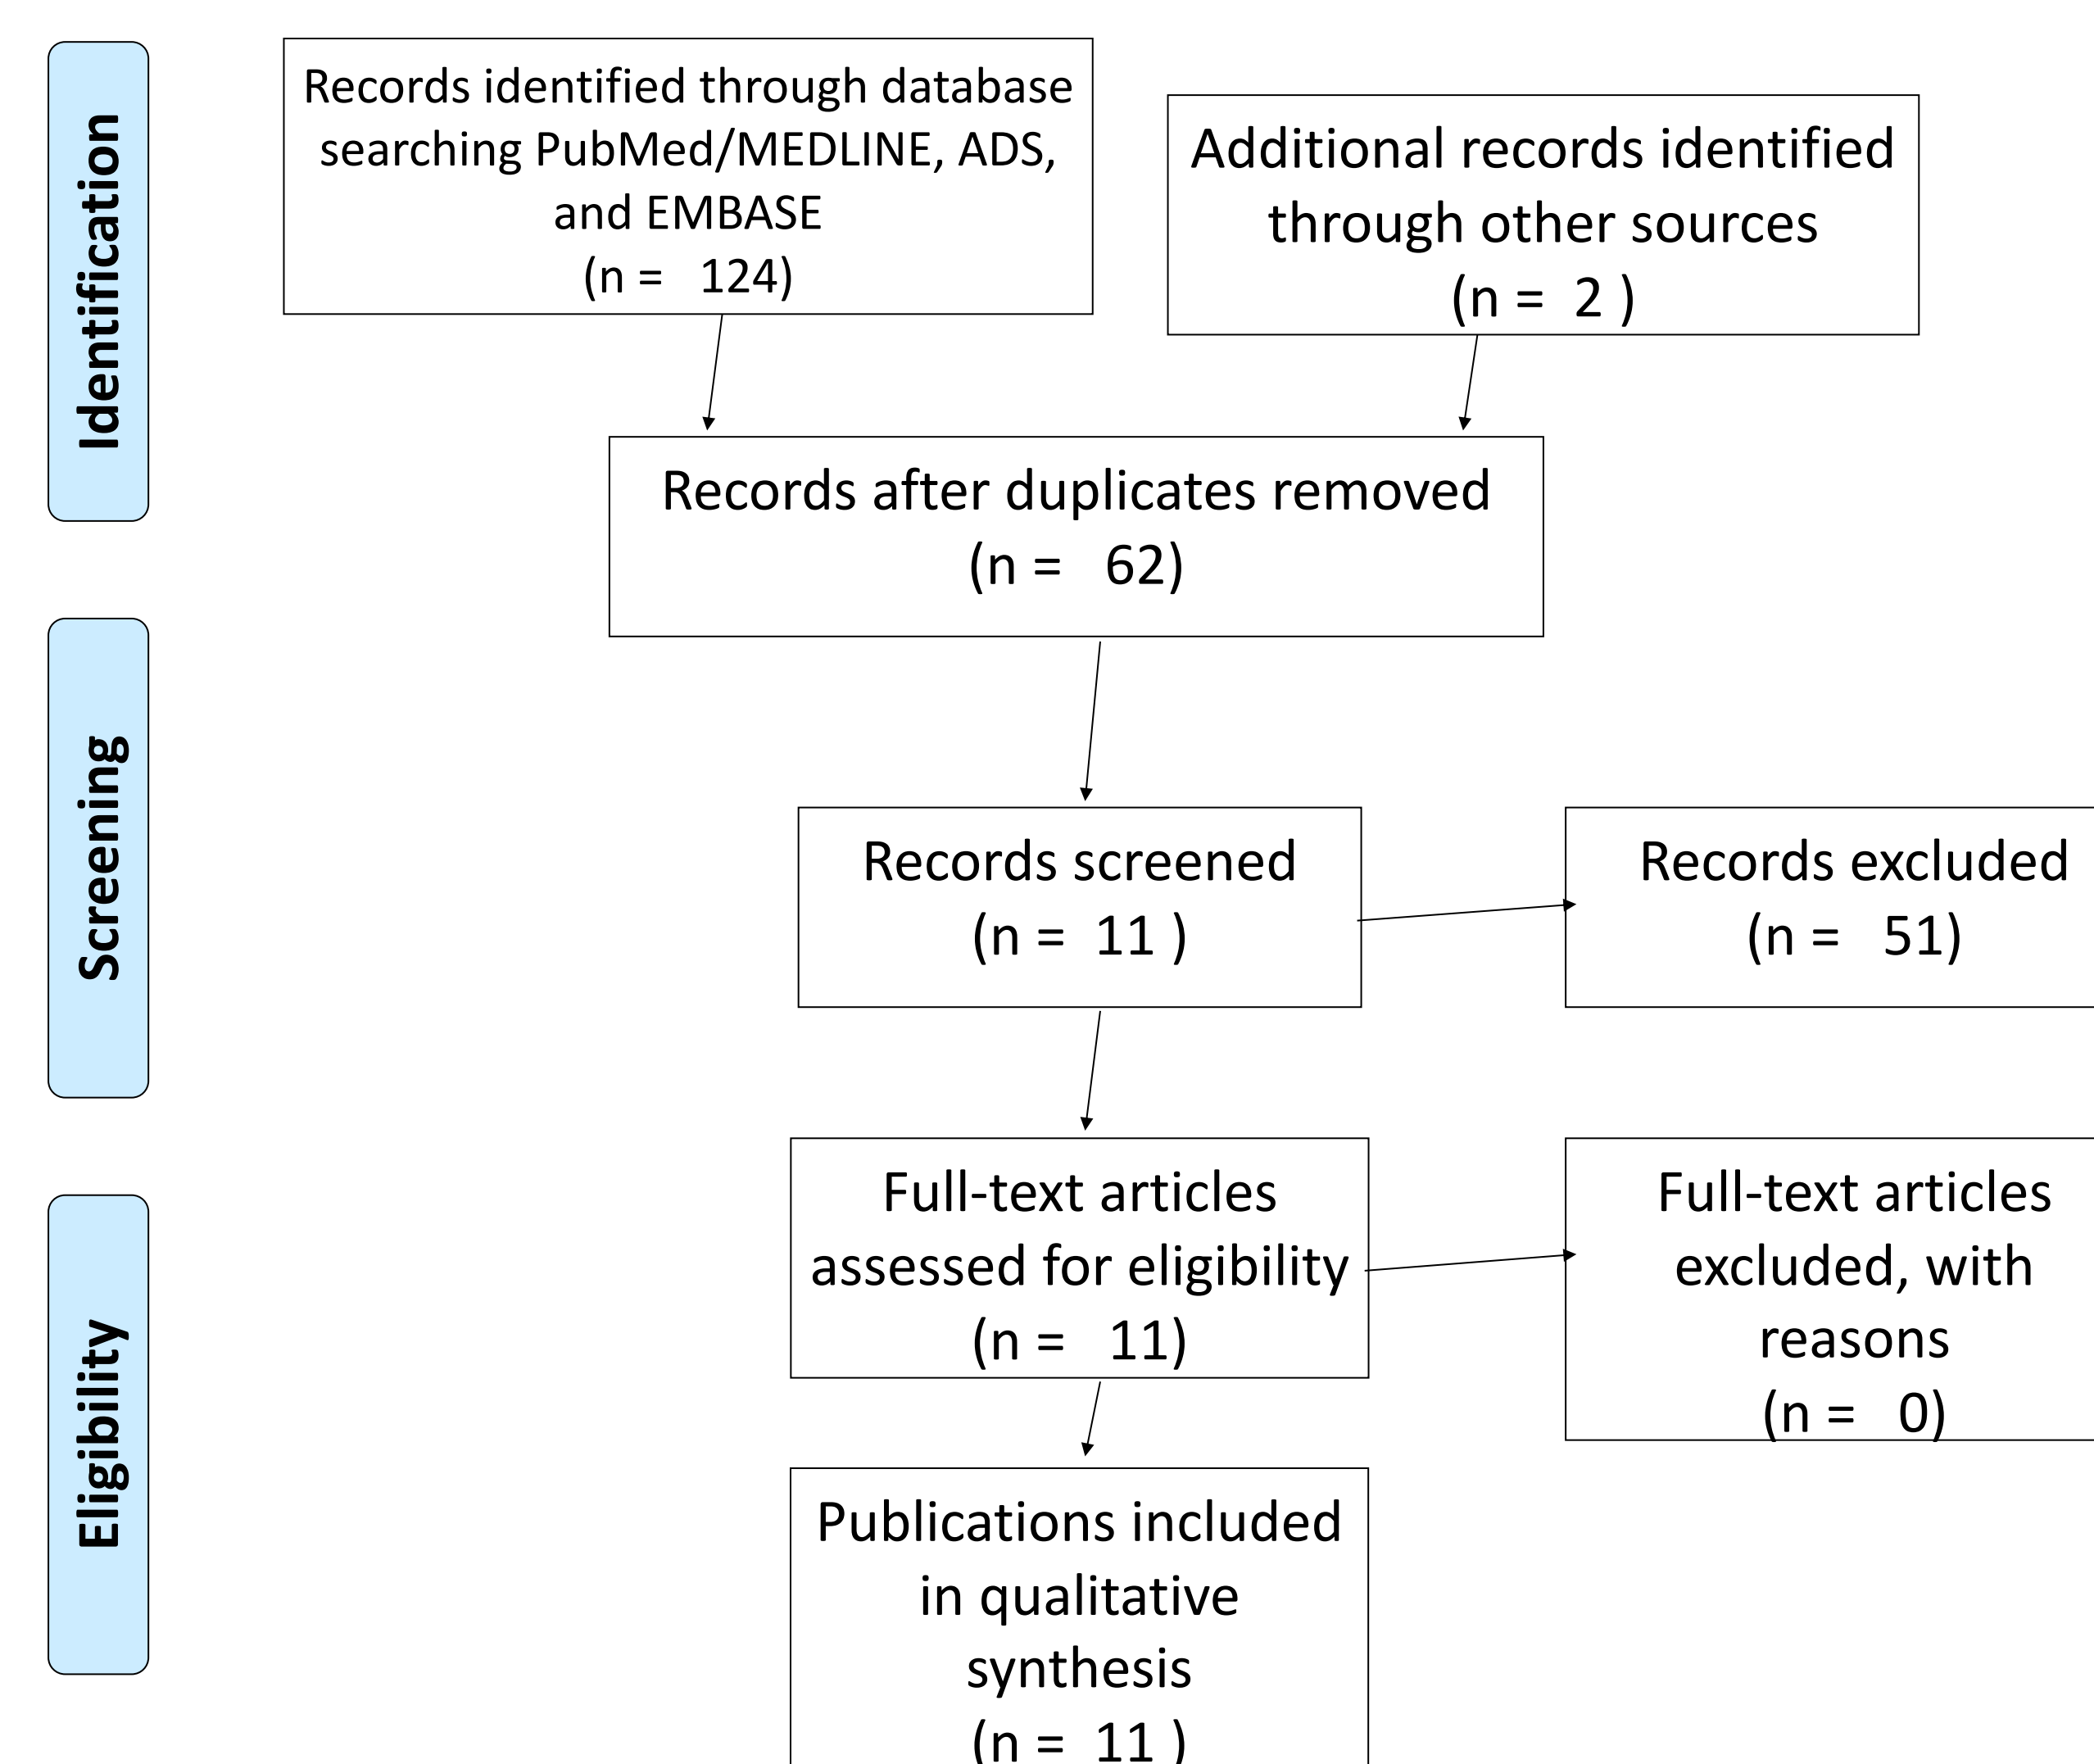 Identification
Records identified through database
searching PubMed/MEDLINE, ADS,
and EMBASE
(n = 124)
Additional records identified
through other sources
(n = 2 )
Records after duplicates removed
(n = 62)
Screening
Records screened
(n = 11 )
Records excluded
(n = 51)
Eligibility
Full-text articles
assessed for eligibility
(n = 11)
Full-text articles
excluded, with
reasons
(n = 0)
Publications included
in qualitative
synthesis
(n = 11 )